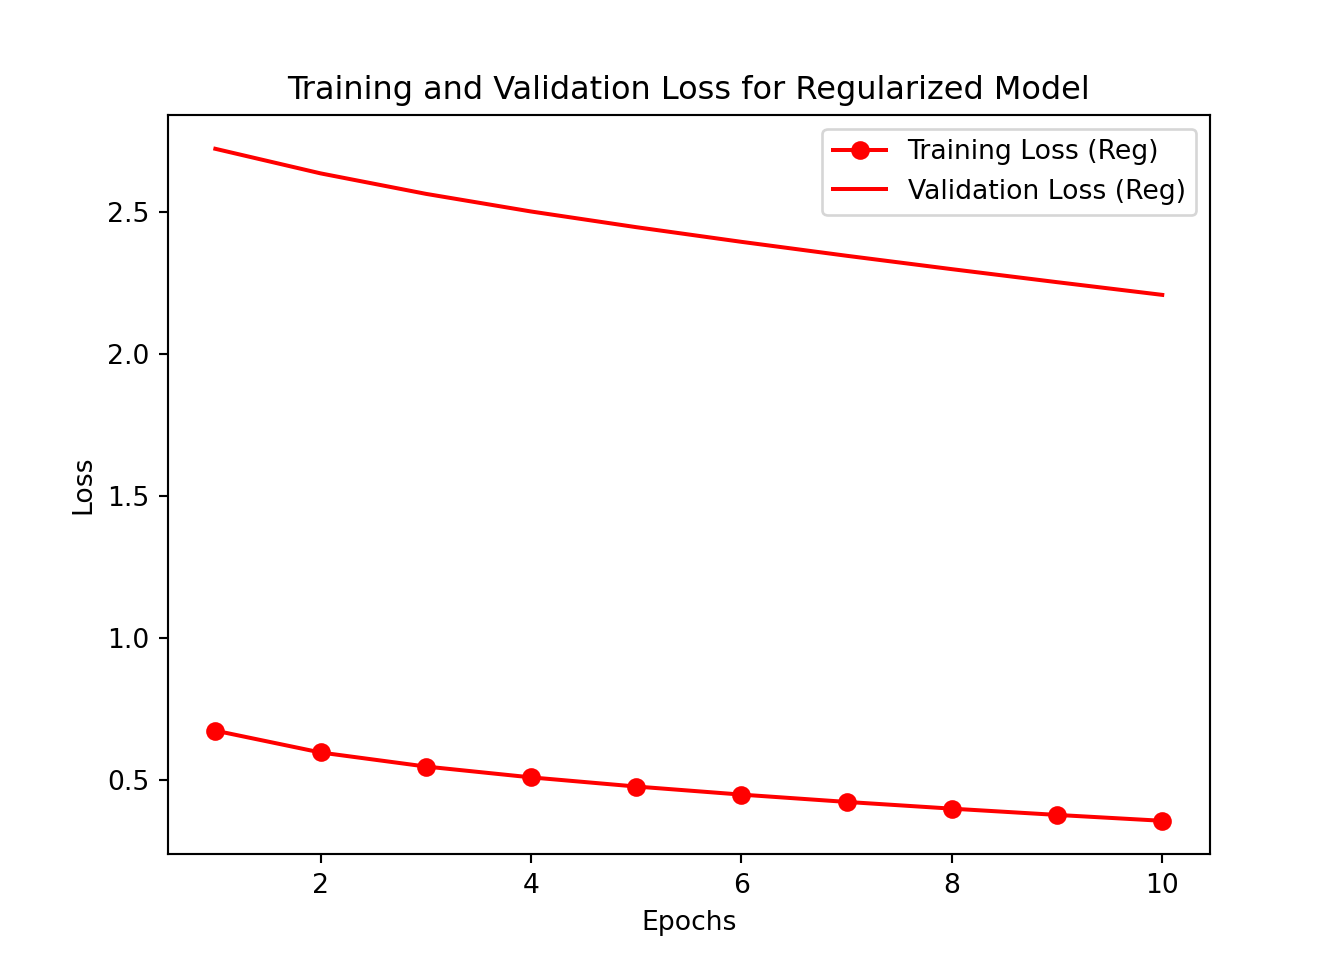 Training and Validation Loss for Regularized Model
Training Loss (Reg)
Validation Loss (Reg)
2.5
2.0
1.5
1.0
0.5
Loss
2 4 6 8 10
Epochs